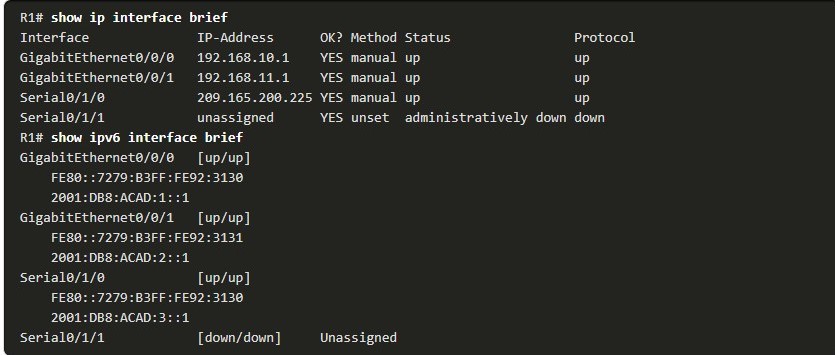 R1# show ip interface brief
Interface IP-Address OK? Method Status Protocol
GigabitEthernet0/0/0 192.168.10.1 YES manual up up
GigabitEthernet0/0/1 192.168.11.1 YES manual up up
Serial0/1/0 209.165.200.225 YES manual up up
Serial0/1/1 unassigned YES unset administratively down down
R1# show ipv6 interface brief
GigabitEthernet0/0/0 [up/up]
FE80::7279:B3FF:FE92:3130
2001:DB8:ACAD:1::1
GigabitEthernet0/0/1 [up/up]
FE80::7279:B3FF:FE92:3131
2001:DB8:ACAD:2::1
Serial0/1/0 [up/up]
FE80::7279:B3FF:FE92:3130
2001:DB8:ACAD:3::1
Serial0/1/1 [down/down] Unassigned